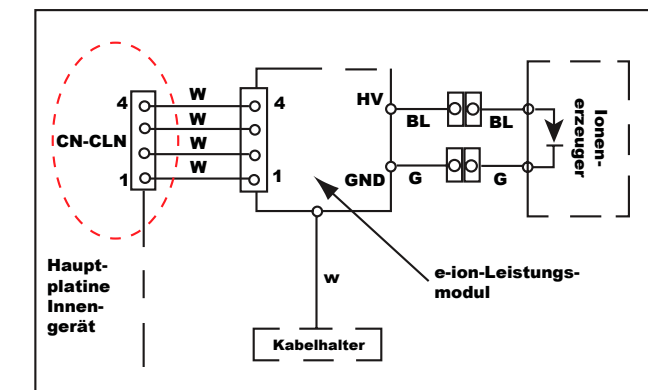 4
W
4
HV
BL
BL
Ionen-
erzeuger
W
CN-CLN
W
1
W
1
GND
G
G
Haupt-
platine
Innen-
gerät
w
e-ion-Leistungs-
modul
Kabelhalter